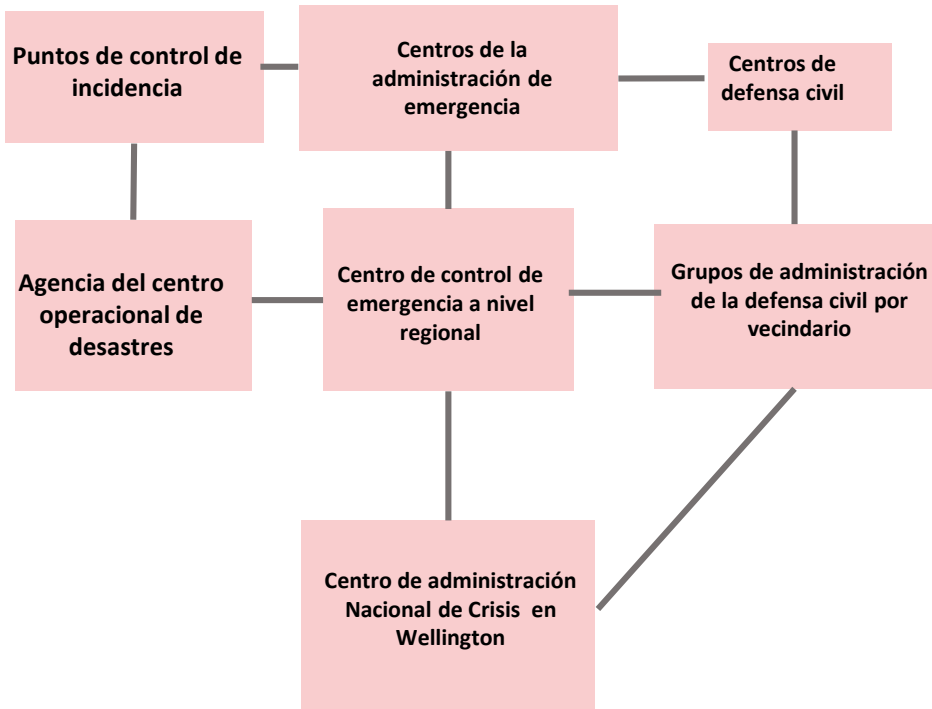 Puntos de control de
incidencia
Centros de la
administración de
emergencia
Centros de
defensa civil
Agencia del centro
operacional de
desastres
Centro de control de
emergencia a nivel
regional
Grupos de administración
de la defensa civil por
vecindario
Centro de administración
Nacional de Crisis en
Wellington